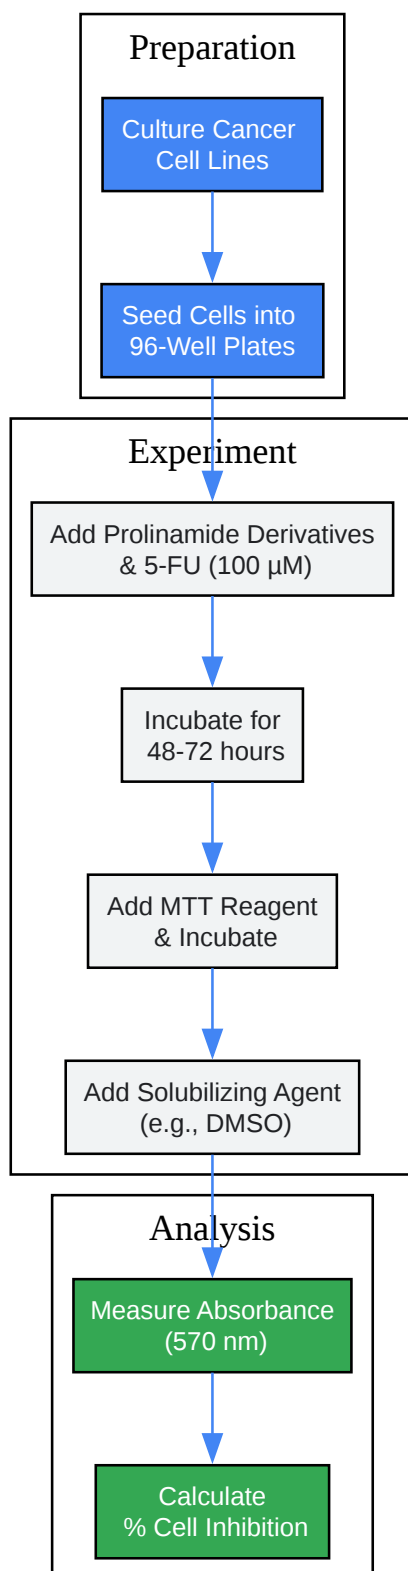 Preparation
Culture Cancer
Cell Lines
Seed Cells into
96-Well Plates
Experiment
Add Prolinamide Derivatives
& 5-FU (100 µM)
Incubate for
48-72 hours
Add MTT Reagent
& Incubate
Add Solubilizing Agent
(e.g., DMSO)
Analysis
Measure Absorbance
(570 nm)
Calculate
% Cell Inhibition